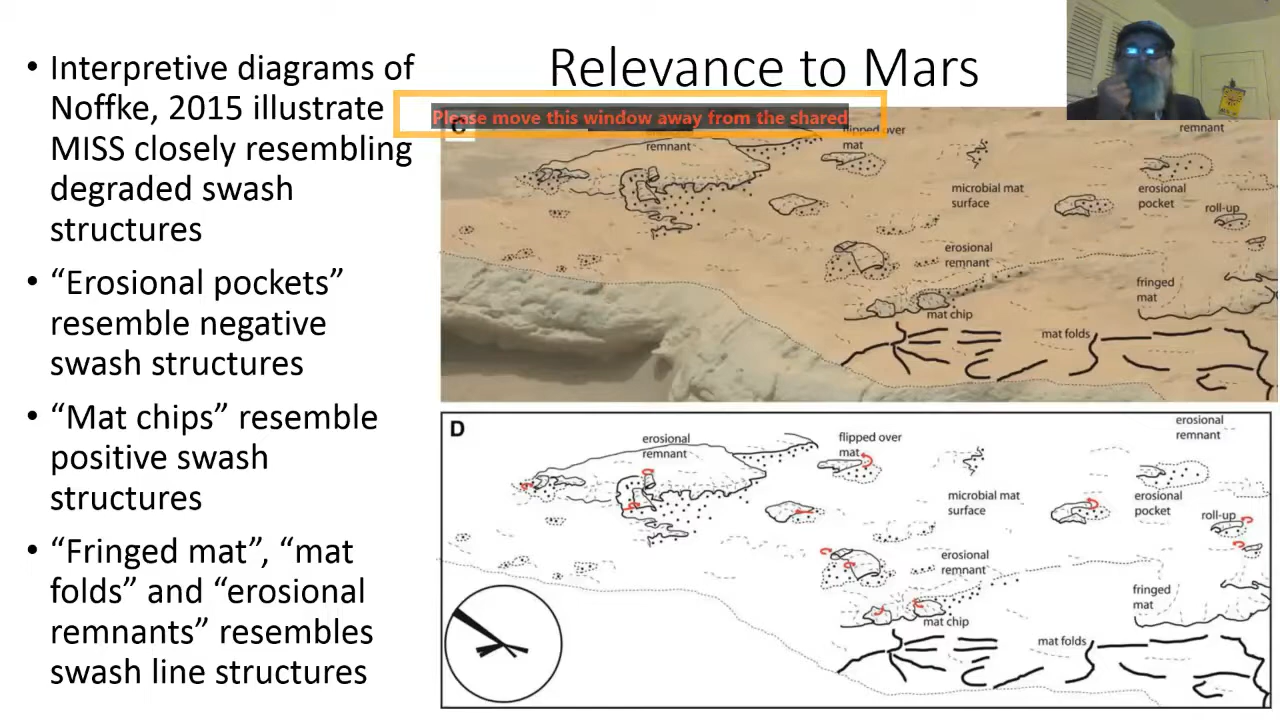 Relevance to Mars
• Interpretive diagrams of
Noffke, 2015 illustrate
MISS closely resembling
degraded swash
structures
• “Erosional pockets”
resemble negative
swash structures
• “Mat chips” resemble
positive swash
structures
• “Fringed mat”, “mat
folds” and “erosional
remnants” resembles
swash line structures
Please move this window away from the shared
C
remnant
flipped over
mat
remnant
microbial mat
surface
erosional
pocket
roll-up
erosional
remnant
fringed
mat
mat chip
mat folds
D
erosional
remnant
flipped over
mat
erosional
remnant
microbial mat
surface
erosional
pocket
roll-up
erosional
remnant
fringed
mat
mat chip
mat folds